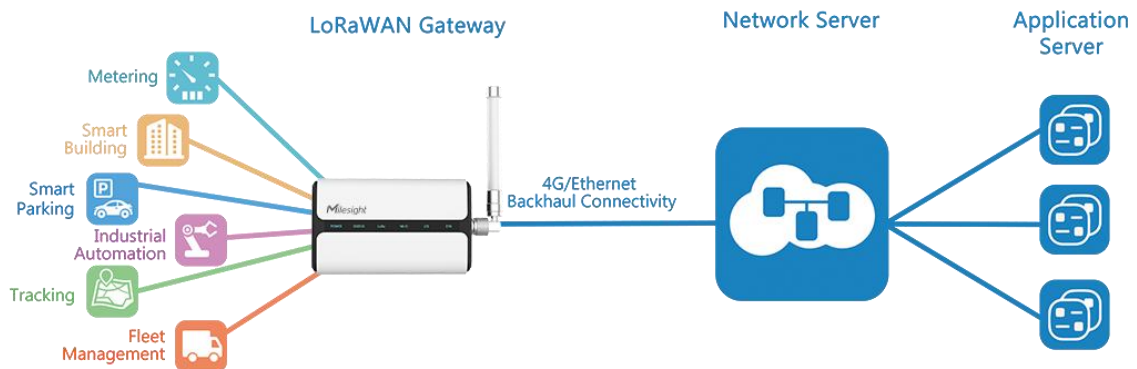 LoRaWAN Gateway
Network Server
Application
Server
Metering
Smart
Building
Smart
Parking
P
Industrial
Automation
Tracking
Fleet
Management
Milesight
4G/Ethernet
Backhaul Connectivity